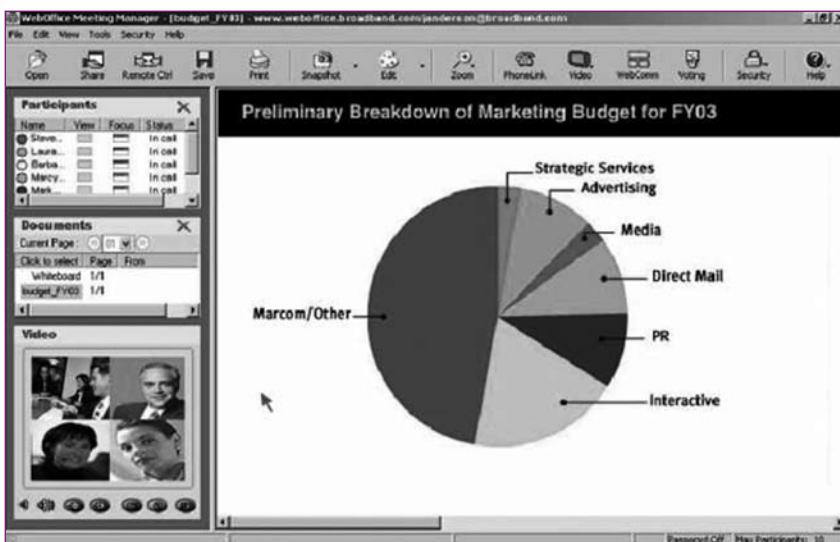 WebOffice Meeting Manager - [budget_FY03] - www.weboffice.broadband.com/janderson@broadband.com
File Edit View Tools Security Help
Open Share Remote Ctrl Save Print Snapshot Edit Zoom PhoneLink Video WebComm Voting Security Help
Participants
Name View Focus Status
Steve... In call
Laura... In call
Barba... In call
Marcy... In call
Mark... In call
Documents
Current Page: 01
Click to select Page From
Whiteboard 1/1
budget_FY03 1/1
Video
Preliminary Breakdown of Marketing Budget for FY03
Strategic Services
Advertising
Media
Direct Mail
PR
Interactive
Marcom/Other
Password Off Max Participants: 10